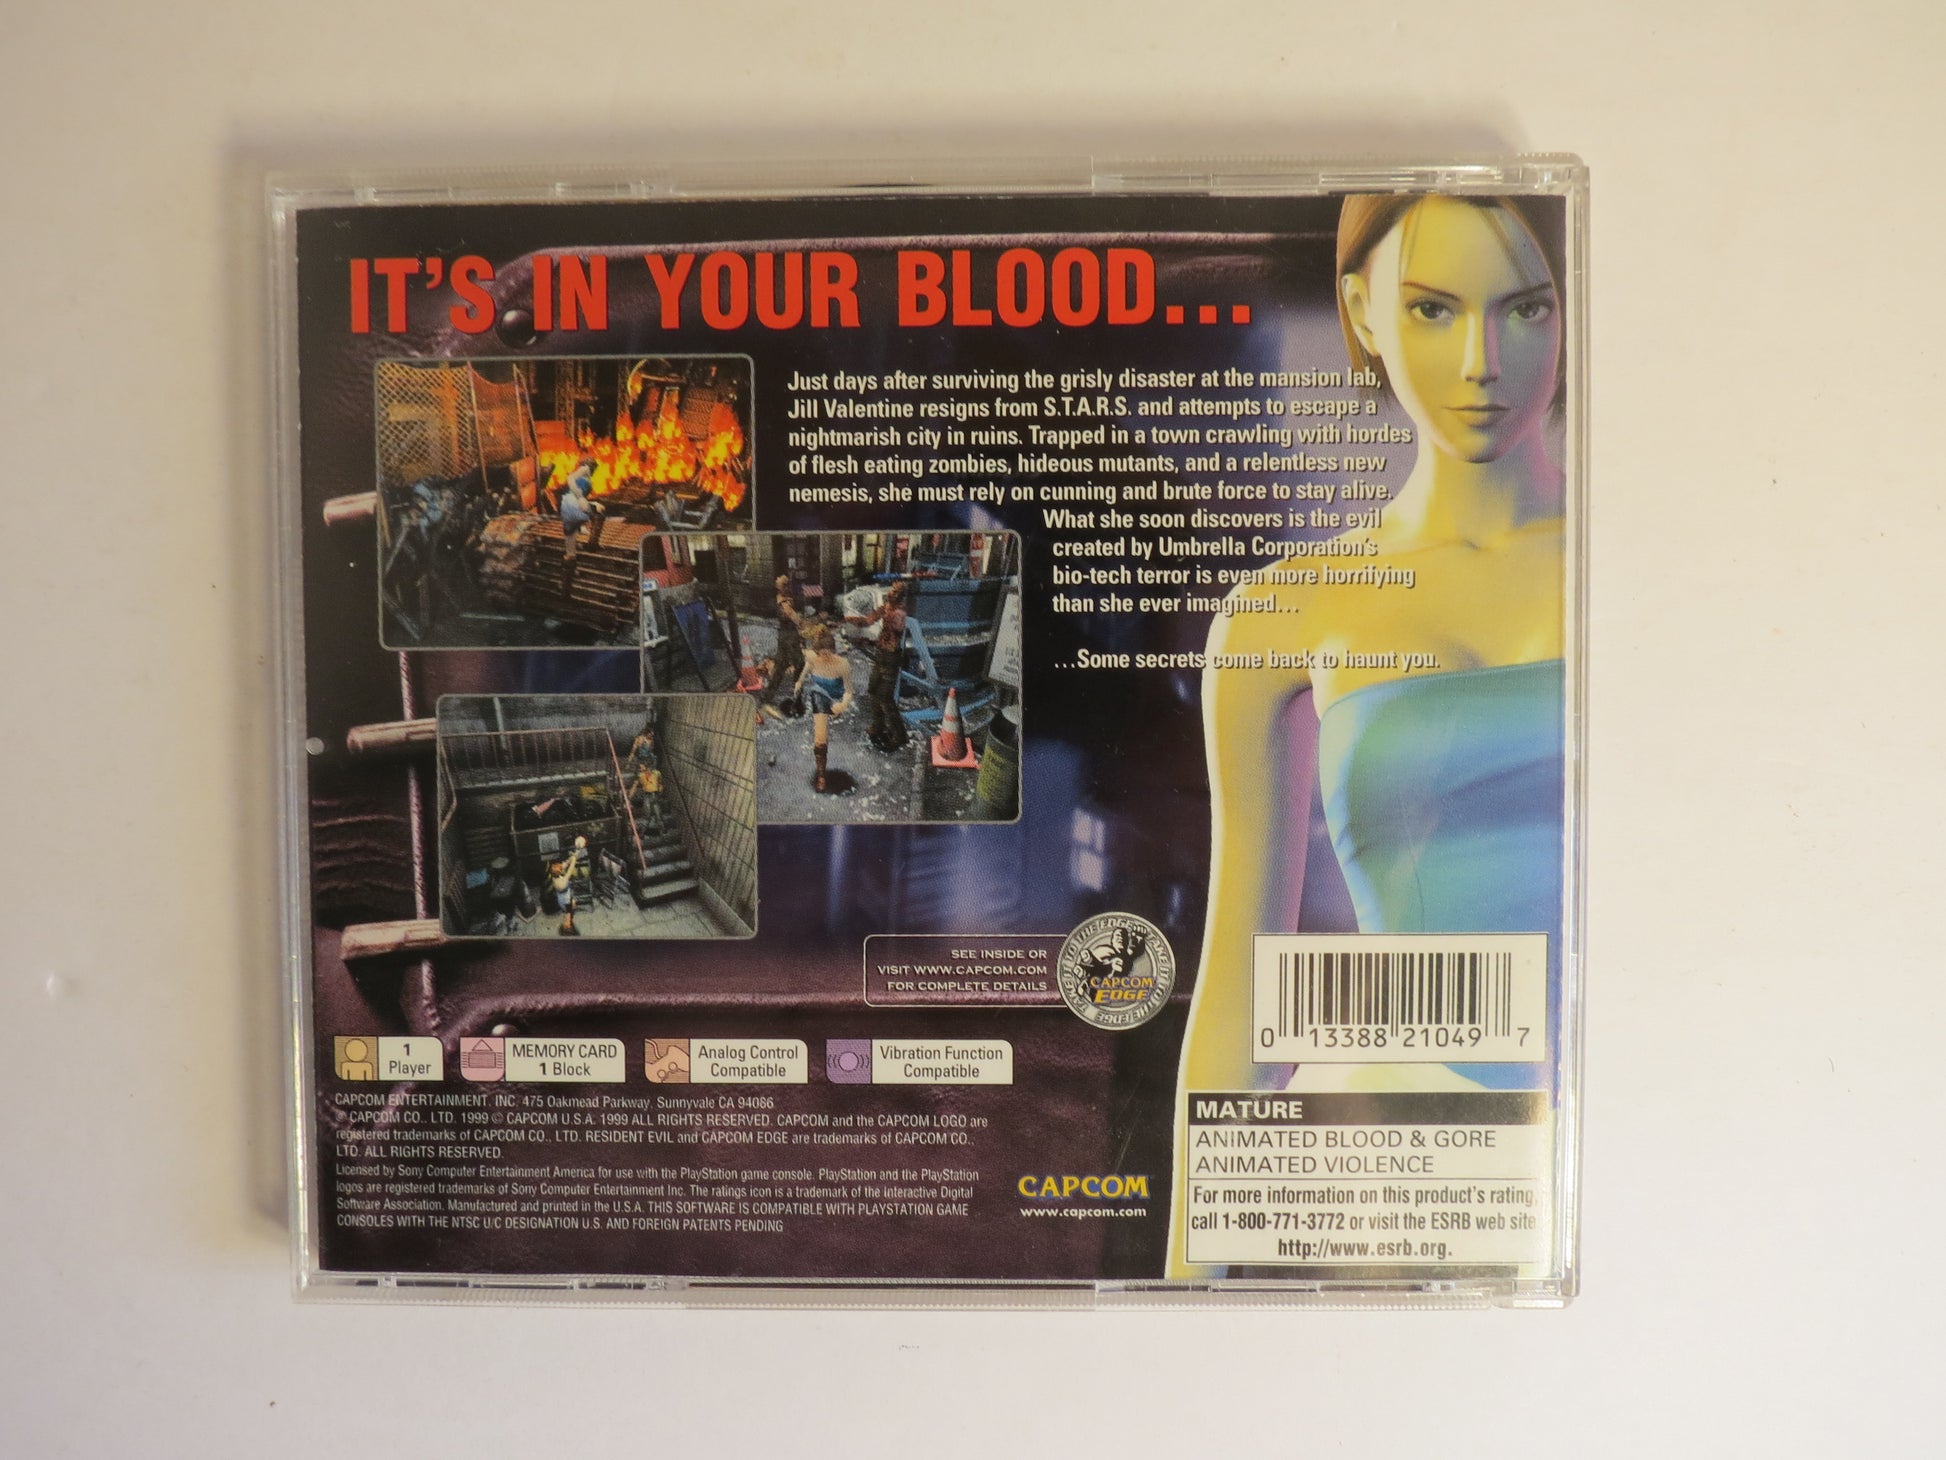 IT'S IN YOUR BLOOD...
Just days after surviving the grisly disaster at the mansion lab,
Jill Valentine resigns from S.T.A.R.S. and attempts to escape a
nightmarish city in ruins. Trapped in a town crawling with hordes
of flesh eating zombies, hideous mutants, and a relentless new
nemesis, she must rely on cunning and brute force to stay alive.
What she soon discovers is the evil
created by Umbrella Corporation's
bio-tech terror is even more horrifying
than she ever imagined...
...Some secrets come back to haunt you.
SEE INSIDE OR
VISIT WWW.CAPCOM.COM
FOR COMPLETE DETAILS
TAKE IT TO THE EDGE
CAPCOM
EDGE
1
Player
MEMORY CARD
1 Block
Analog Control
Compatible
Vibration Function
Compatible
CAPCOM ENTERTAINMENT, INC. 475 Oakmead Parkway, Sunnyvale CA 94086
© CAPCOM CO., LTD. 1999 © CAPCOM U.S.A. 1999 ALL RIGHTS RESERVED. CAPCOM and the CAPCOM LOGO are
registered trademarks of CAPCOM CO., LTD. RESIDENT EVIL and CAPCOM EDGE are trademarks of CAPCOM CO.,
LTD. ALL RIGHTS RESERVED.
Licensed by Sony Computer Entertainment America for use with the PlayStation game console. PlayStation and the PlayStation
logos are registered trademarks of Sony Computer Entertainment Inc. The ratings icon is a trademark of the Interactive Digital
Software Association. Manufactured and printed in the U.S.A. THIS SOFTWARE IS COMPATIBLE WITH PLAYSTATION GAME
CONSOLES WITH THE NTSC U/C DESIGNATION U.S. AND FOREIGN PATENTS PENDING
CAPCOM
www.capcom.com
0 13388 21049 7
MATURE
ANIMATED BLOOD & GORE
ANIMATED VIOLENCE
For more information on this product's rating,
call 1-800-771-3772 or visit the ESRB web site
http://www.esrb.org.